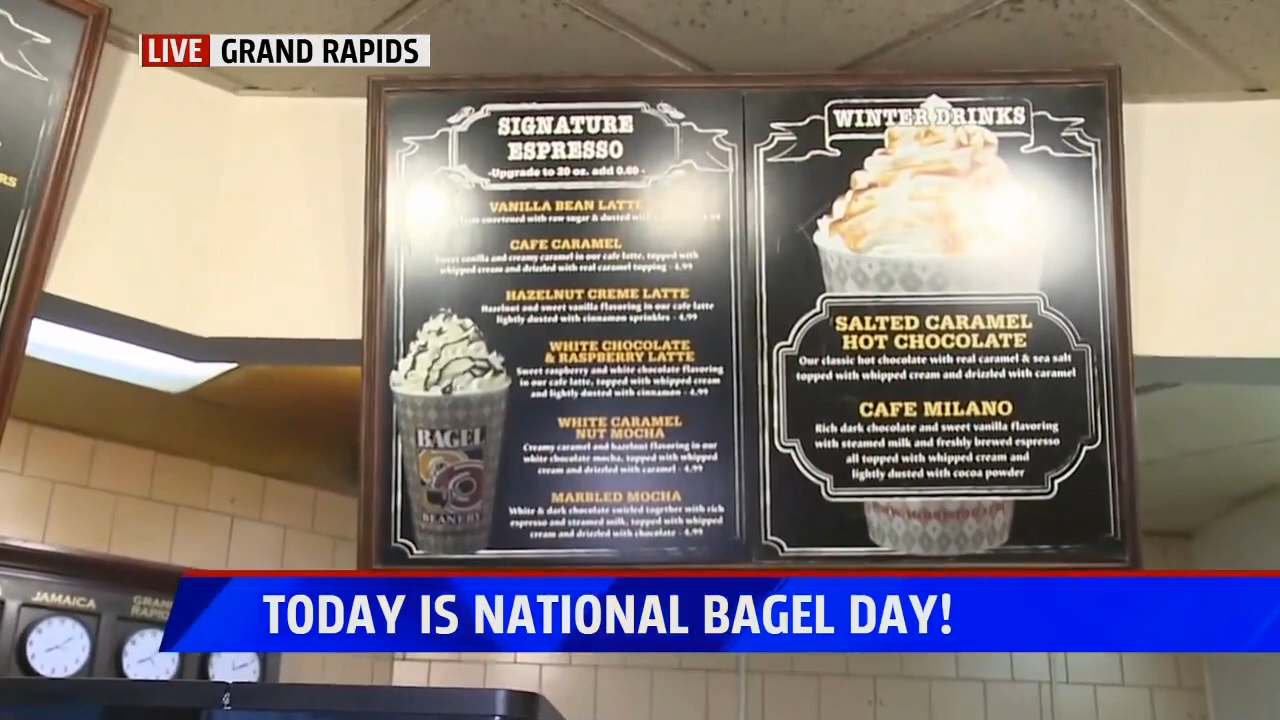 LIVE GRAND RAPIDS
RS
SIGNATURE
ESPRESSO
-Upgrade to 20 oz. add 0.60-
VANILLA BEAN LATTE
sweetened with raw sugar & dusted
CAFE CARAMEL
Sweet vanilla and creamy caramel in our cafe latte, topped with
whipped cream and drizzled with real caramel topping - 4.99
HAZELNUT CREME LATTE
Hazelnut and sweet vanilla flavoring in our cafe latte
lightly dusted with cinnamon sprinkles - 4.99
WHITE CHOCOLATE
& RASPBERRY LATTE
Sweet raspberry and white chocolate flavoring
in our cafe latte, topped with whipped cream
and lightly dusted with cinnamon - 4.99
WHITE CARAMEL
NUT MOCHA
Creamy caramel and hazelnut flavoring in our
white chocolate mocha, topped with whipped
cream and drizzled with caramel - 4.99
MARBLED MOCHA
White & dark chocolate swirled together with rich
espresso and steamed milk, topped with whipped
cream and drizzled with chocolate - 4.99
BAGEL
BEANERY
WINTER DRINKS
SALTED CARAMEL
HOT CHOCOLATE
Our classic hot chocolate with real caramel & sea salt
topped with whipped cream and drizzled with caramel
CAFE MILANO
Rich dark chocolate and sweet vanilla flavoring
with steamed milk and freshly brewed espresso
all topped with whipped cream and
lightly dusted with cocoa powder
JAMAICA
GRAND
RAPIDS
TODAY IS NATIONAL BAGEL DAY!